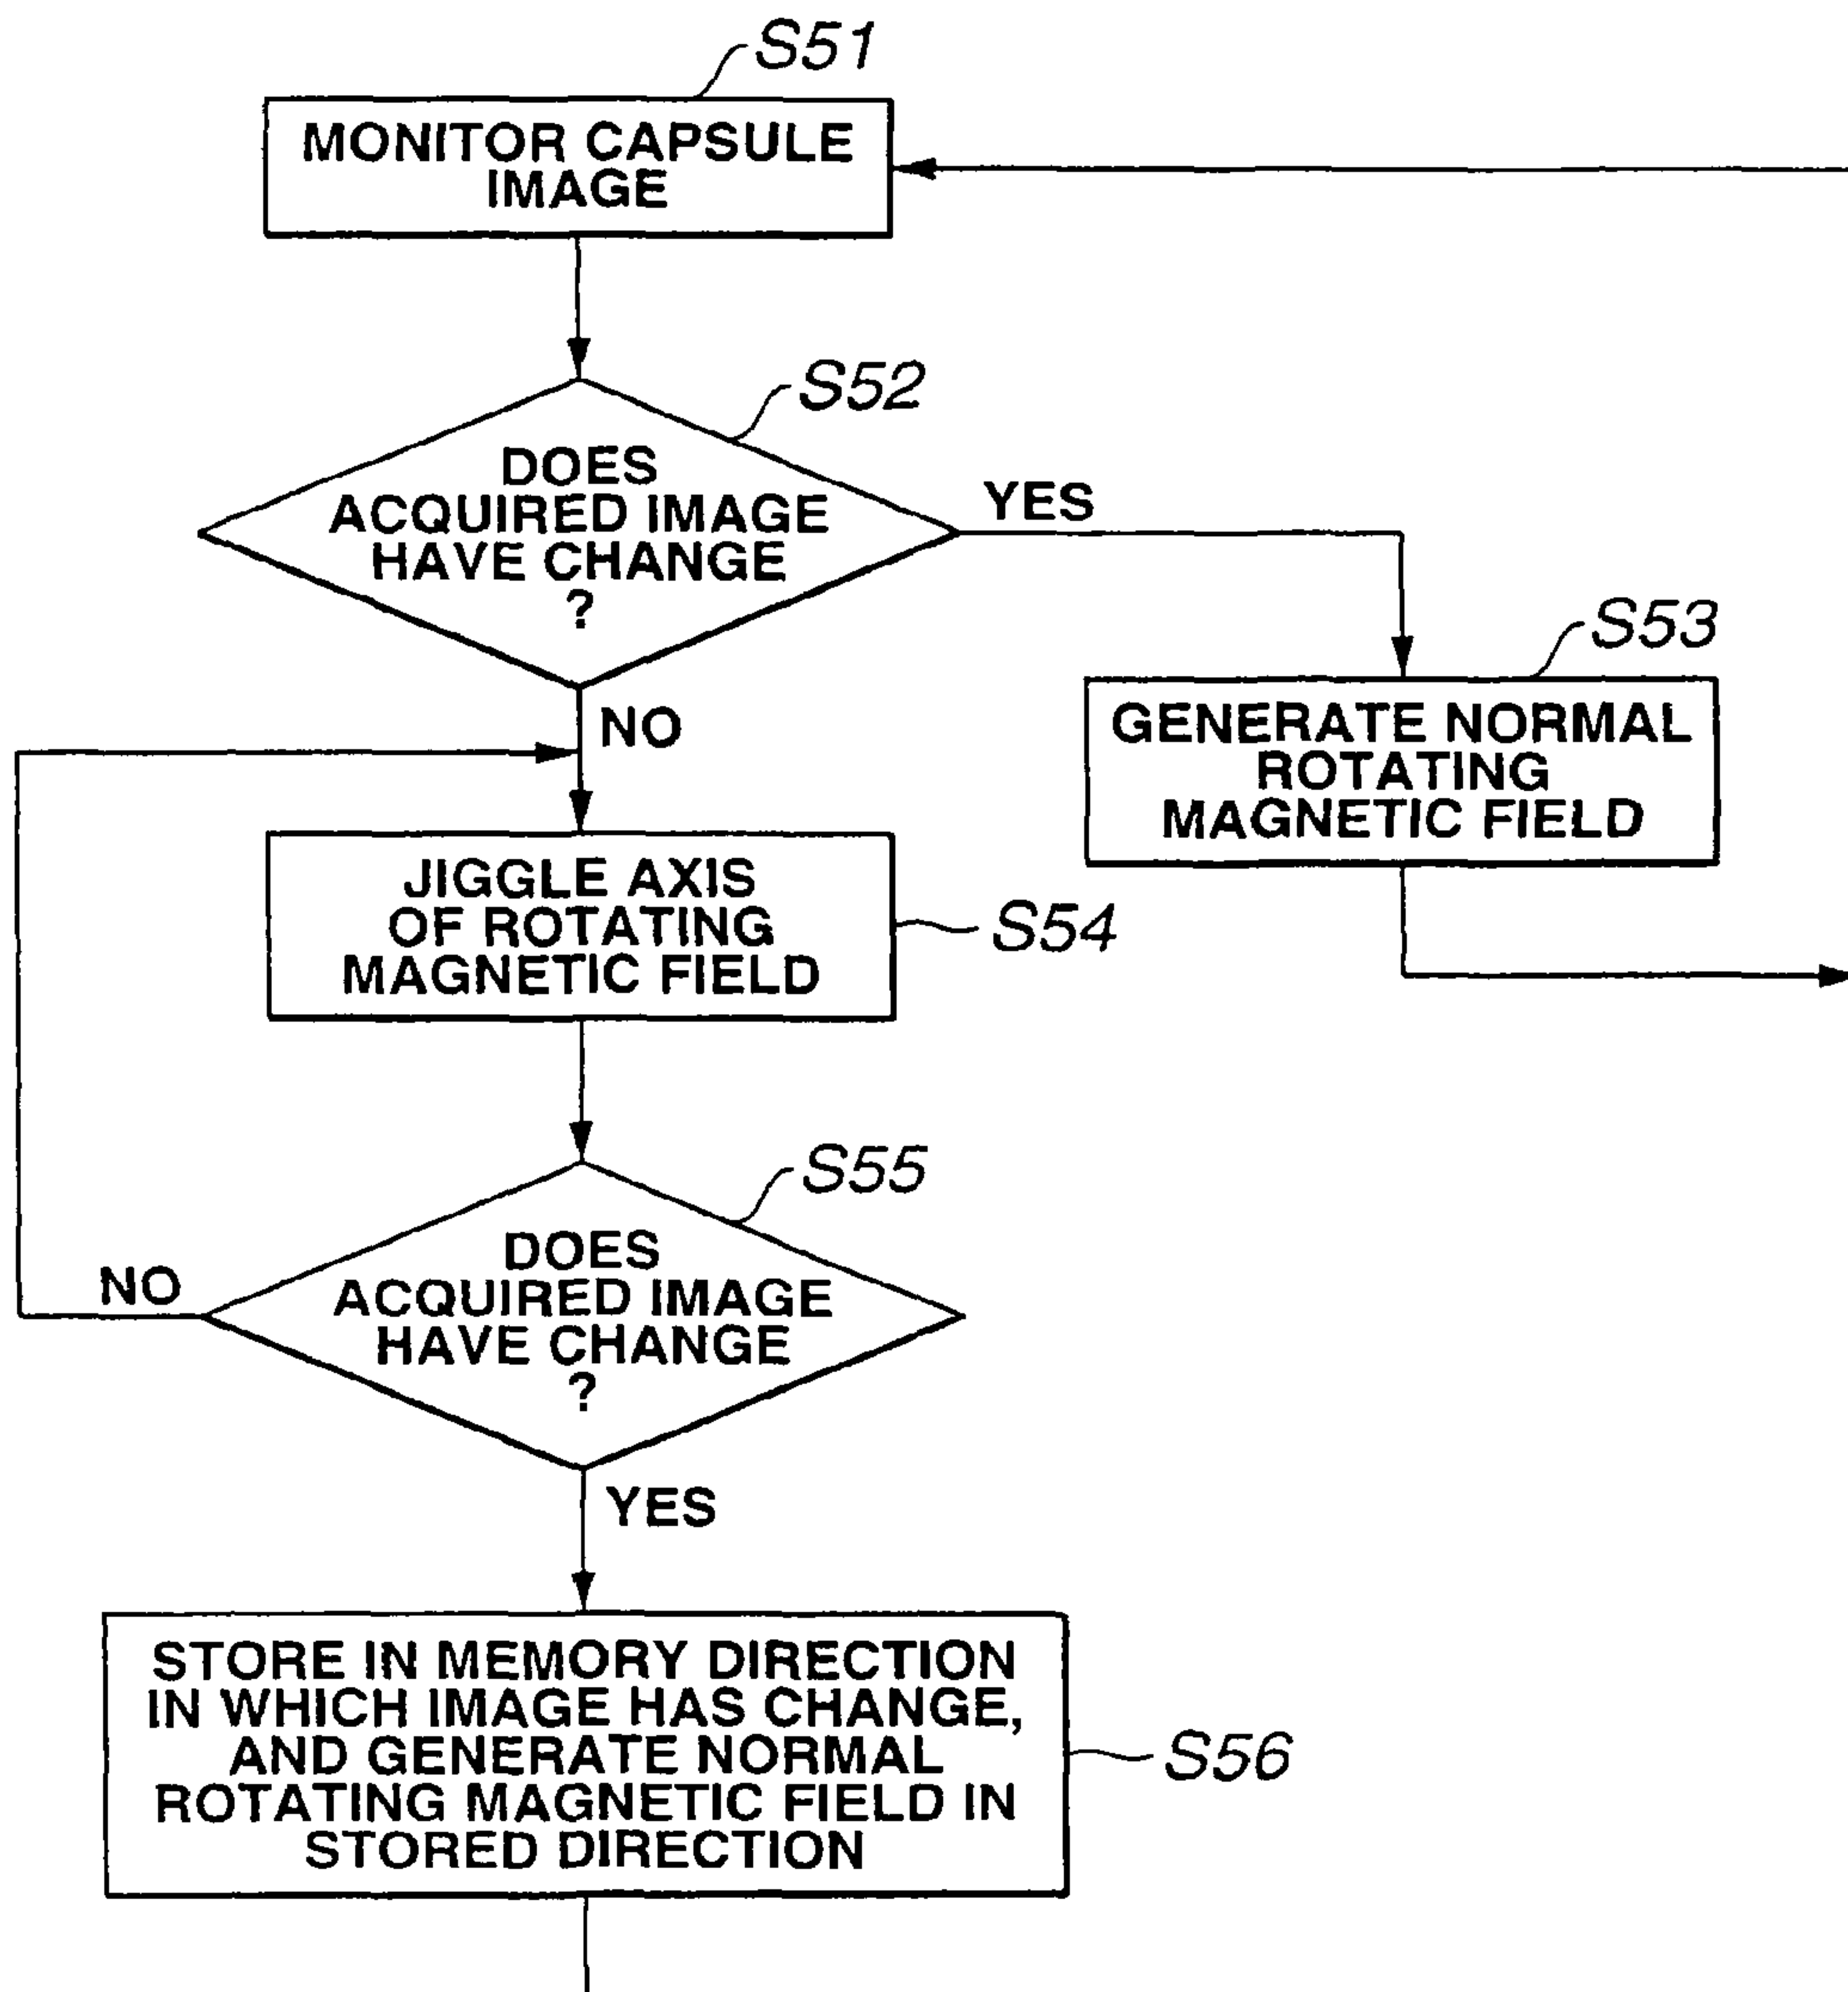 S51
MONITOR CAPSULE
IMAGE
S52
DOES
ACQUIRED IMAGE
HAVE CHANGE
?
YES
NO
S53
GENERATE NORMAL
ROTATING
MAGNETIC FIELD
JIGGLE AXIS
OF ROTATING
MAGNETIC FIELD
S54
S55
DOES
ACQUIRED IMAGE
HAVE CHANGE
?
NO
YES
STORE IN MEMORY DIRECTION
IN WHICH IMAGE HAS CHANGE,
AND GENERATE NORMAL
ROTATING MAGNETIC FIELD IN
STORED DIRECTION
S56